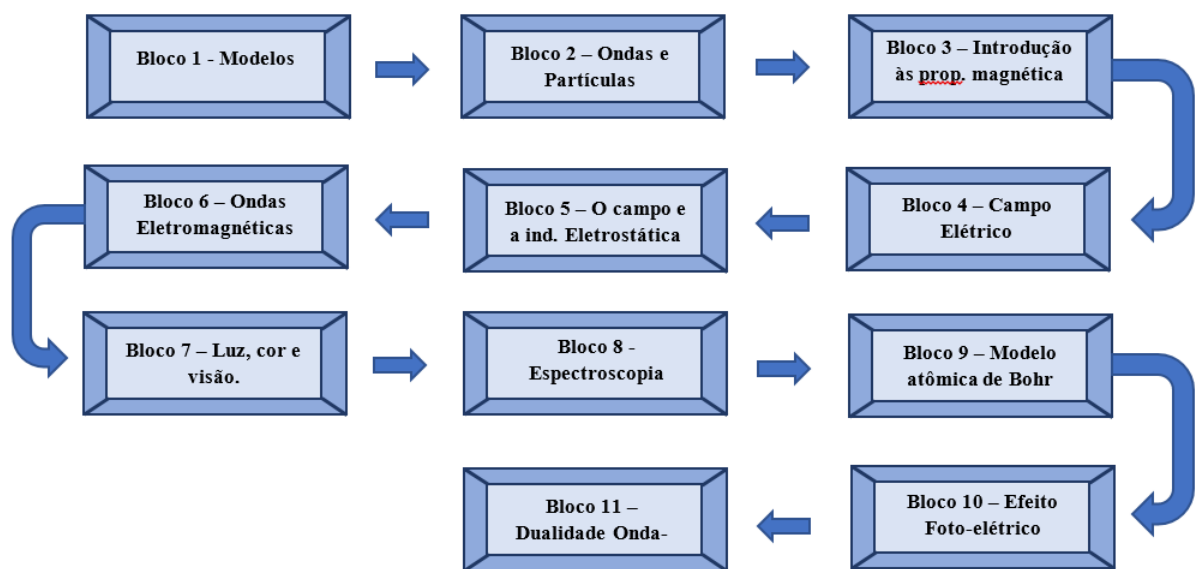 Bloco 1 - Modelos
Bloco 2 – Ondas e
Partículas
Bloco 3 – Introdução
às prop. magnética
Bloco 4 – Campo
Elétrico
Bloco 5 – O campo e
a ind. Eletrostática
Bloco 6 – Ondas
Eletromagnéticas
Bloco 7 – Luz, cor e
visão.
Bloco 8 -
Espectroscopia
Bloco 9 – Modelo
atômica de Bohr
Bloco 10 – Efeito
Foto-elétrico
Bloco 11 –
Dualidade Onda-